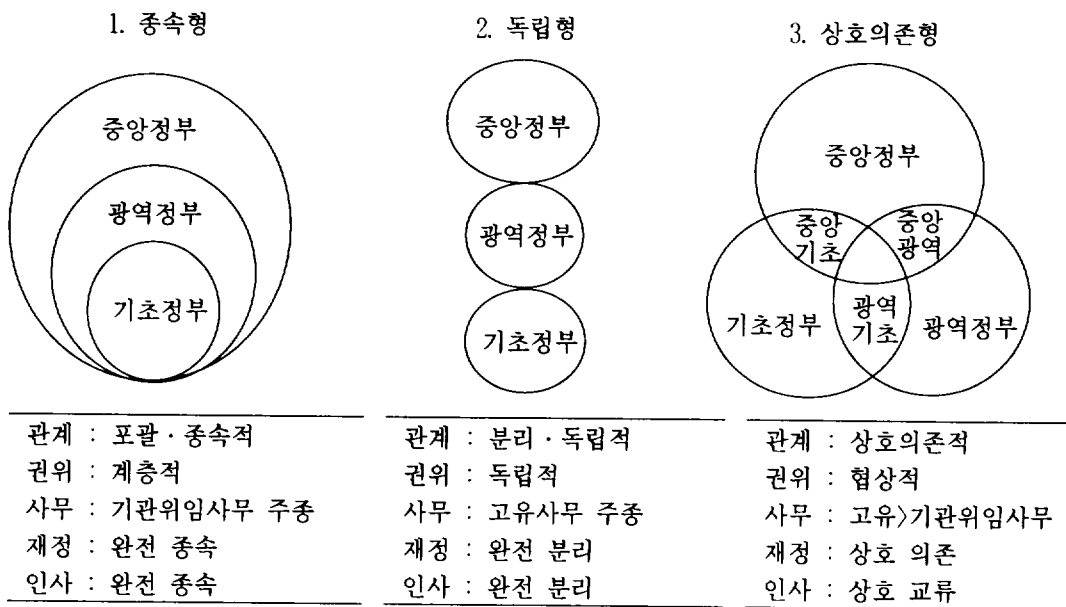 1. 종속형
중앙정부
광역정부
기초정부
관계 : 포괄·종속적
권위 : 계층적
사무 : 기관위임사무 주종
재정 : 완전 종속
인사 : 완전 종속
2. 독립형
중앙정부
광역정부
기초정부
관계 : 분리·독립적
권위 : 독립적
사무 : 고유사무 주종
재정 : 완전 분리
인사 : 완전 분리
3. 상호의존형
중앙정부
중앙
기초
중앙
광역
기초정부
광역
기초
광역정부
관계 : 상호의존적
권위 : 협상적
사무 : 고유〉기관위임사무
재정 : 상호 의존
인사 : 상호 교류